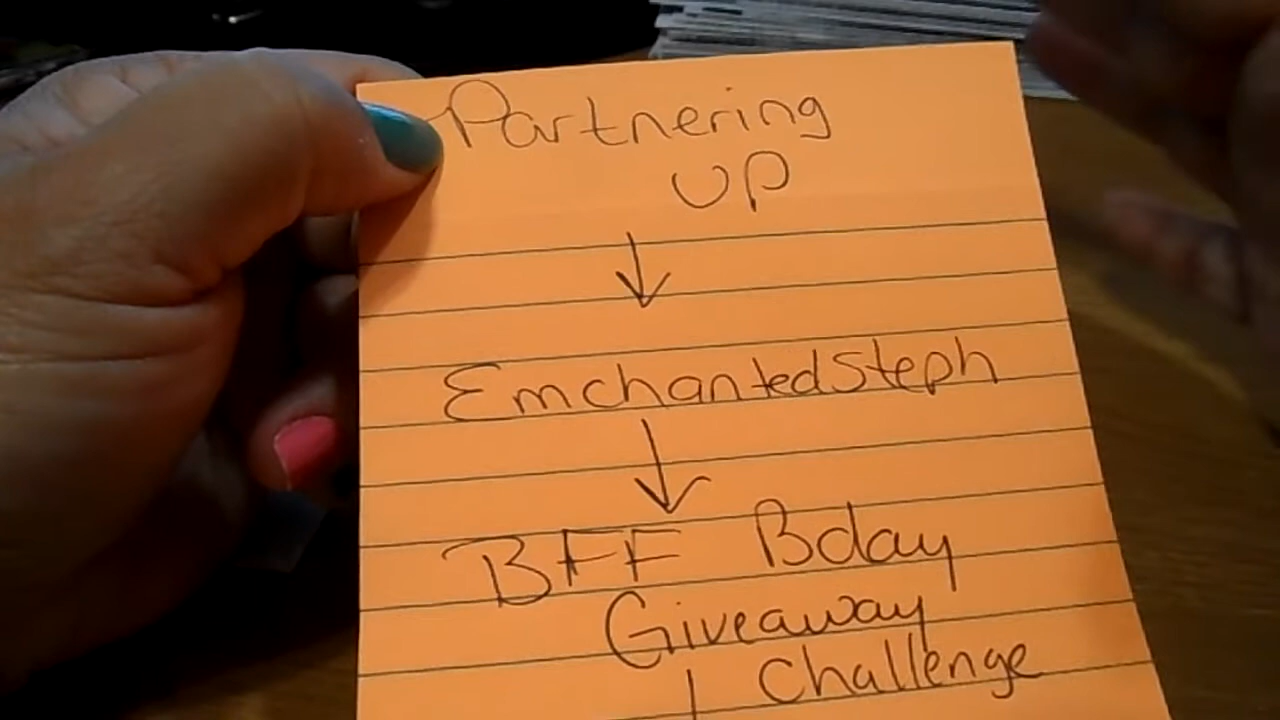 Partnering
UP
EmchantedSteph
BFF Bday
Giveaway
Challenge